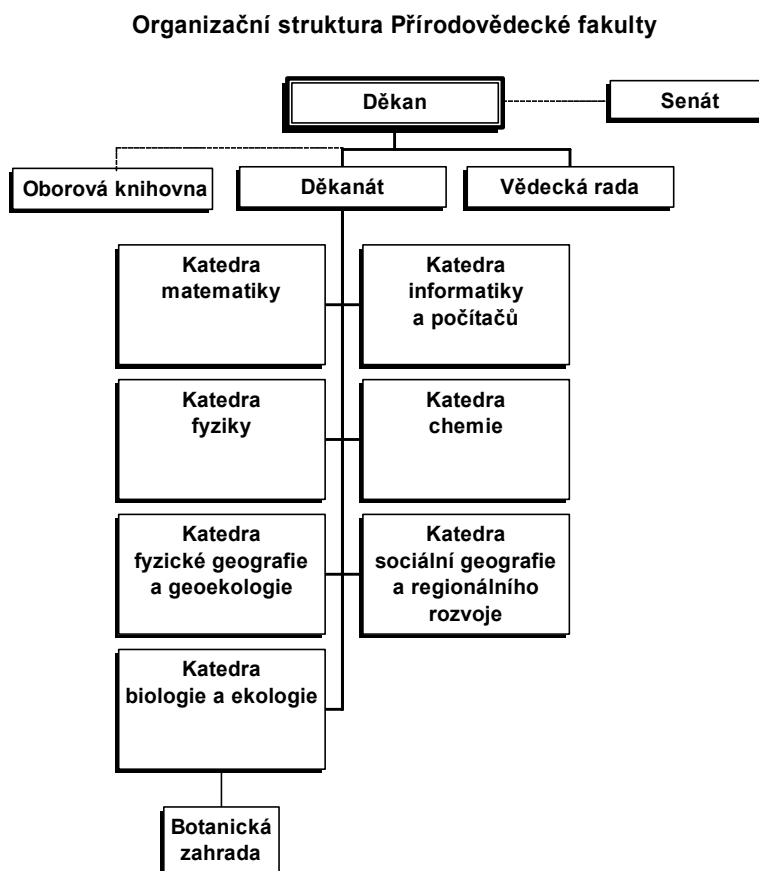 Organizační struktura Přírodovědecké fakulty
Děkan
Senát
Oborová knihovna
Děkanát
Vědecká rada
Katedra
matematiky
Katedra
informatiky
a počítačů
Katedra
fyziky
Katedra
chemie
Katedra
fyzické geografie
a geoekologie
Katedra
sociální geografie
a regionálního
rozvoje
Katedra
biologie a ekologie
Botanická
zahrada